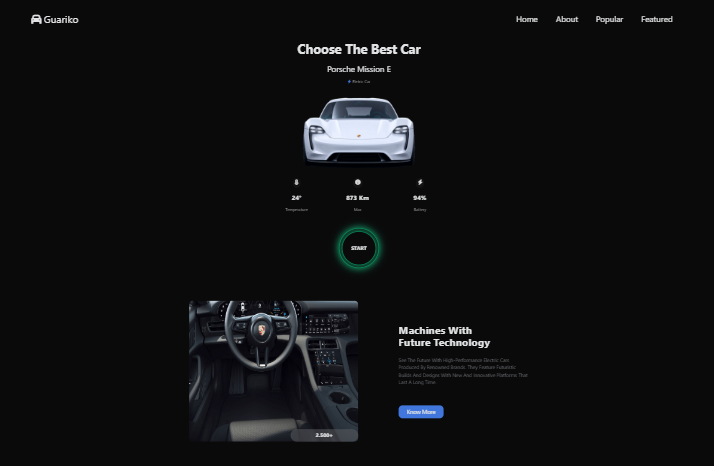 Guariko
Home About Popular Featured
Choose The Best Car
Porsche Mission E
Electric Car
24° 873 Km 94%
Temperature Battery
START
Machines With
Future Technology
See The Future With High-Performance Electric Cars
Produced By Renowned Brands. They Feature Futuristic
Builds And Designs With New And Innovative Platforms That
Last A Long Time.
Know More
2.500+